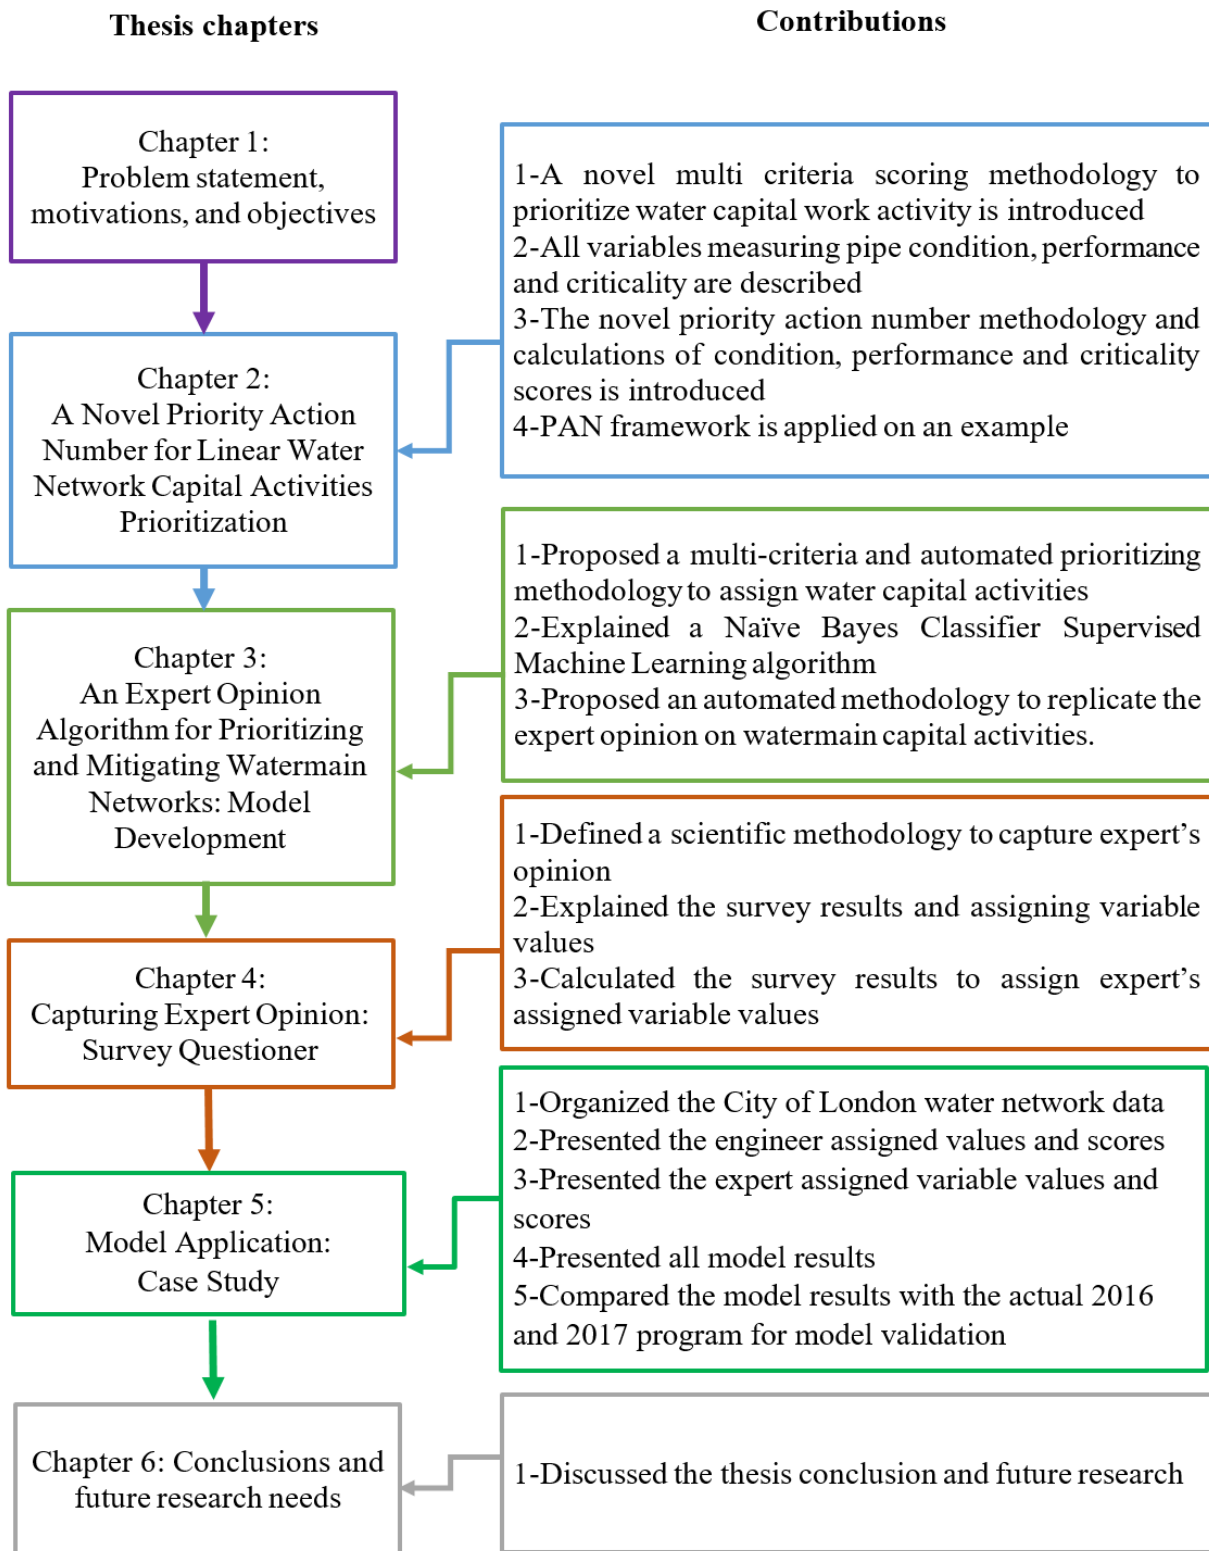 Thesis chapters
Contributions
Chapter 1:
Problem statement,
motivations, and objectives
1-A novel multi criteria scoring methodology to
prioritize water capital work activity is introduced
2-All variables measuring pipe condition, performance
and criticality are described
3-The novel priority action number methodology and
calculations of condition, performance and criticality
scores is introduced
4-PAN framework is applied on an example
Chapter 2:
A Novel Priority Action
Number for Linear Water
Network Capital Activities
Prioritization
1-Proposed a multi-criteria and automated prioritizing
methodology to assign water capital activities
2-Explained a Naïve Bayes Classifier Supervised
Machine Learning algorithm
3-Proposed an automated methodology to replicate the
expert opinion on watermain capital activities.
Chapter 3:
An Expert Opinion
Algorithm for Prioritizing
and Mitigating Watermain
Networks: Model
Development
1-Defined a scientific methodology to capture expert’s
opinion
2-Explained the survey results and assigning variable
values
3-Calculated the survey results to assign expert’s
assigned variable values
Chapter 4:
Capturing Expert Opinion:
Survey Questioner
1-Organized the City of London water network data
2-Presented the engineer assigned values and scores
3-Presented the expert assigned variable values and
scores
4-Presented all model results
5-Compared the model results with the actual 2016
and 2017 program for model validation
Chapter 5:
Model Application:
Case Study
Chapter 6: Conclusions and
future research needs
1-Discussed the thesis conclusion and future research